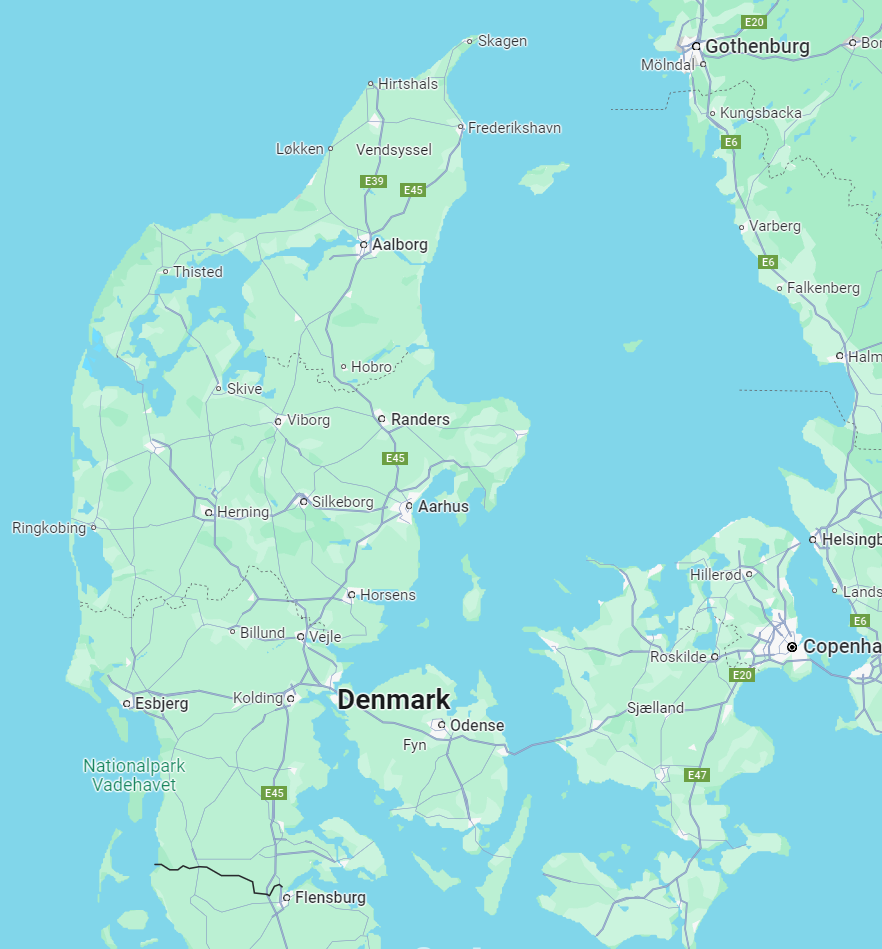 E20
Skagen
Gothenburg
Bor
Mölndal
Hirtshals
Kungsbacka
Frederikshavn
E6
Løkken
Vendsyssel
E39
E45
Varberg
Aalborg
E6
Thisted
Falkenberg
Halm
Hobro
Skive
Viborg
Randers
E45
Silkeborg
Herning
Aarhus
Ringkobing
Helsingb
Hillerød
Horsens
Lands
E6
Billund
Vejle
Copenha
Roskilde
E20
Kolding
Denmark
Esbjerg
Sjælland
Odense
Fyn
Nationalpark
Vadehavet
E47
E45
Flensburg